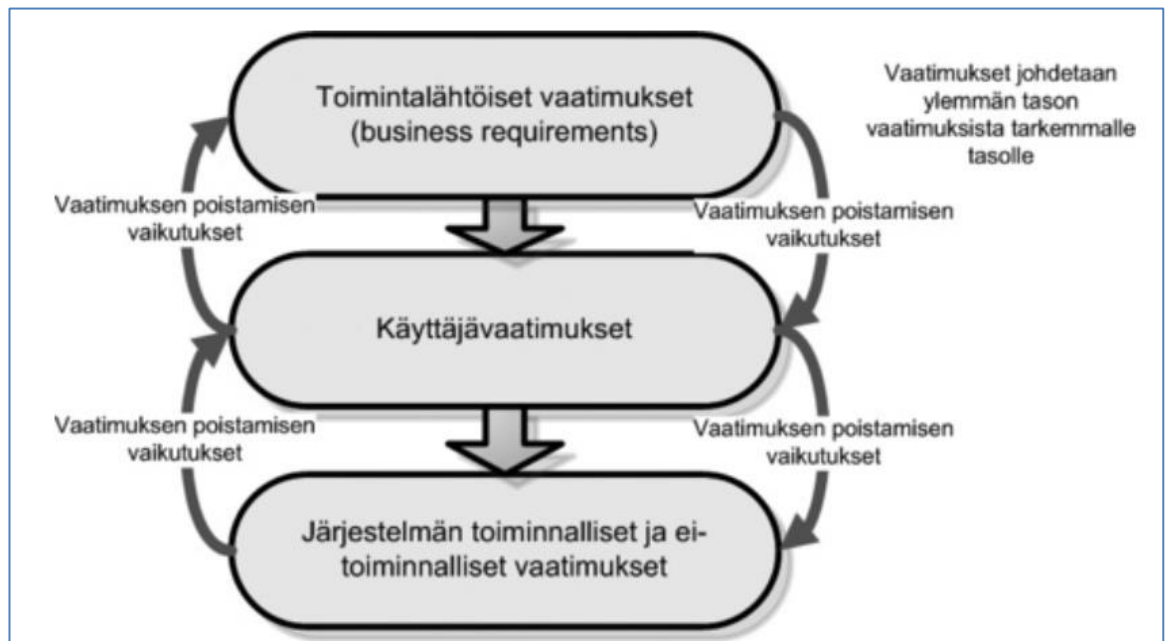 Toimintalähtöiset vaatimukset
(business requirements)
Vaatimukset johdetaan
ylemmän tason
vaatimuksista tarkemmalle
tasolle
Vaatimuksen poistamisen
vaikutukset
Vaatimuksen poistamisen
vaikutukset
Käyttäjävaatimukset
Vaatimuksen poistamisen
vaikutukset
Vaatimuksen poistamisen
vaikutukset
Järjestelmän toiminnalliset ja ei-
toiminnalliset vaatimukset